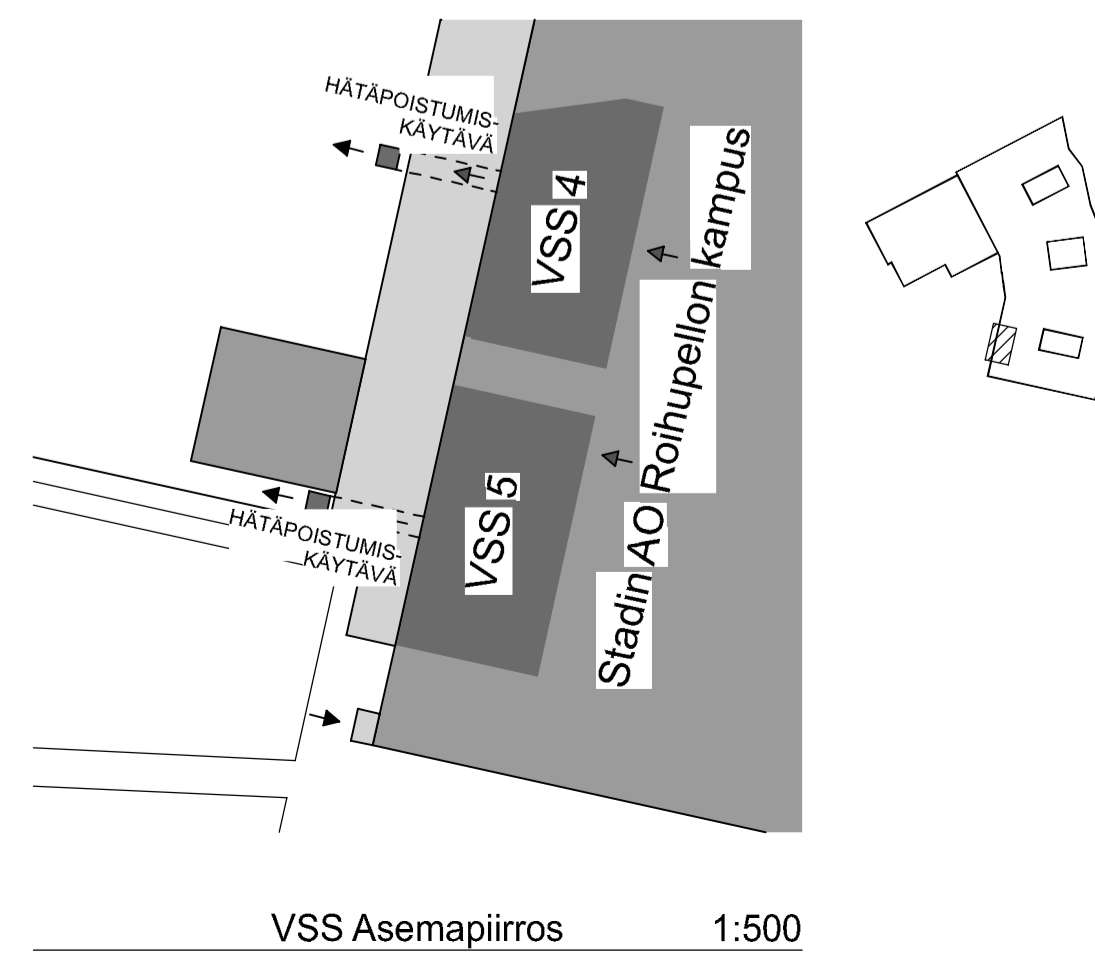 HÄTÄPOISTUMIS-
KÄYTÄVÄ
VSS 4
Stadin AO Roihupellon kampus
VSS 5
HÄTÄPOISTUMIS-
KÄYTÄVÄ
VSS Asemapiirros 1:500